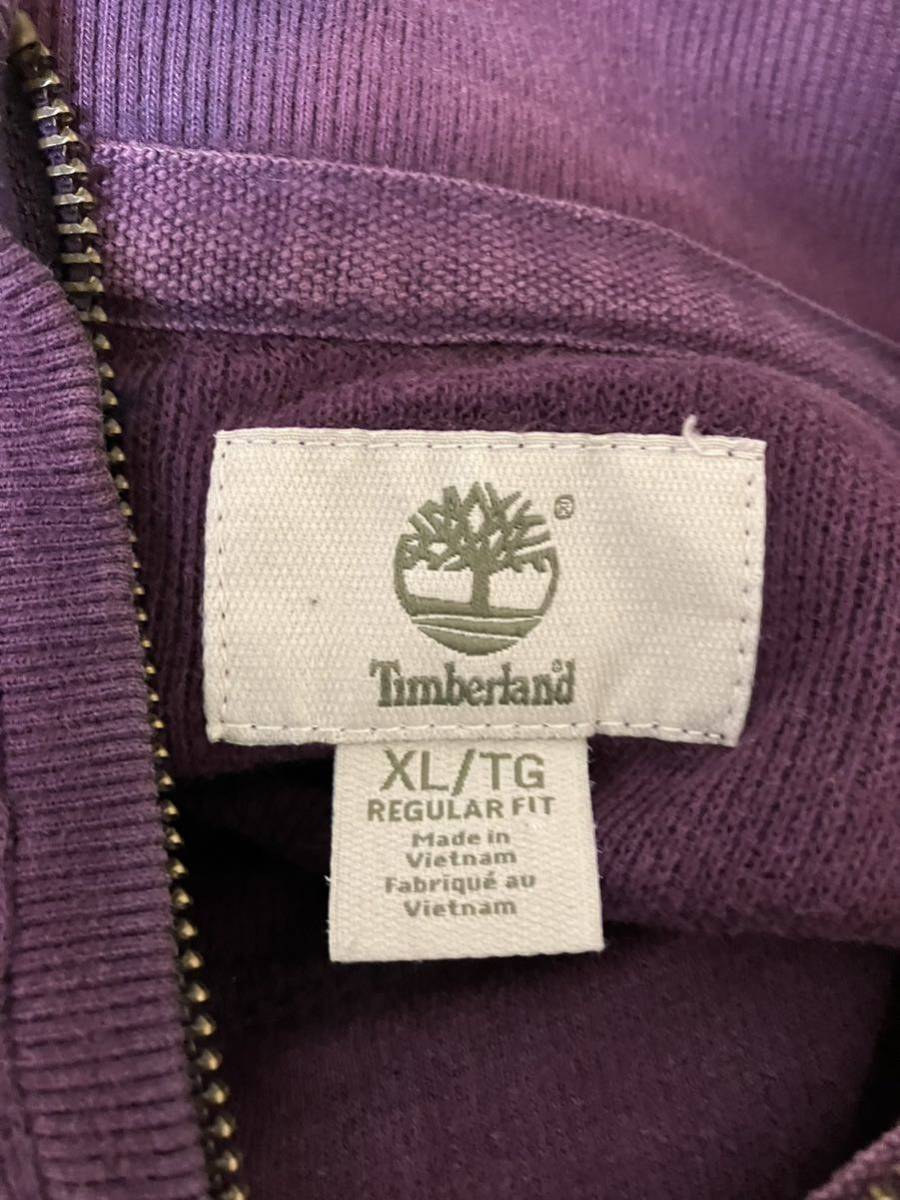 ®
Timberland®
XL/TG
REGULAR FIT
Made in
Vietnam
Fabriqué au
Vietnam